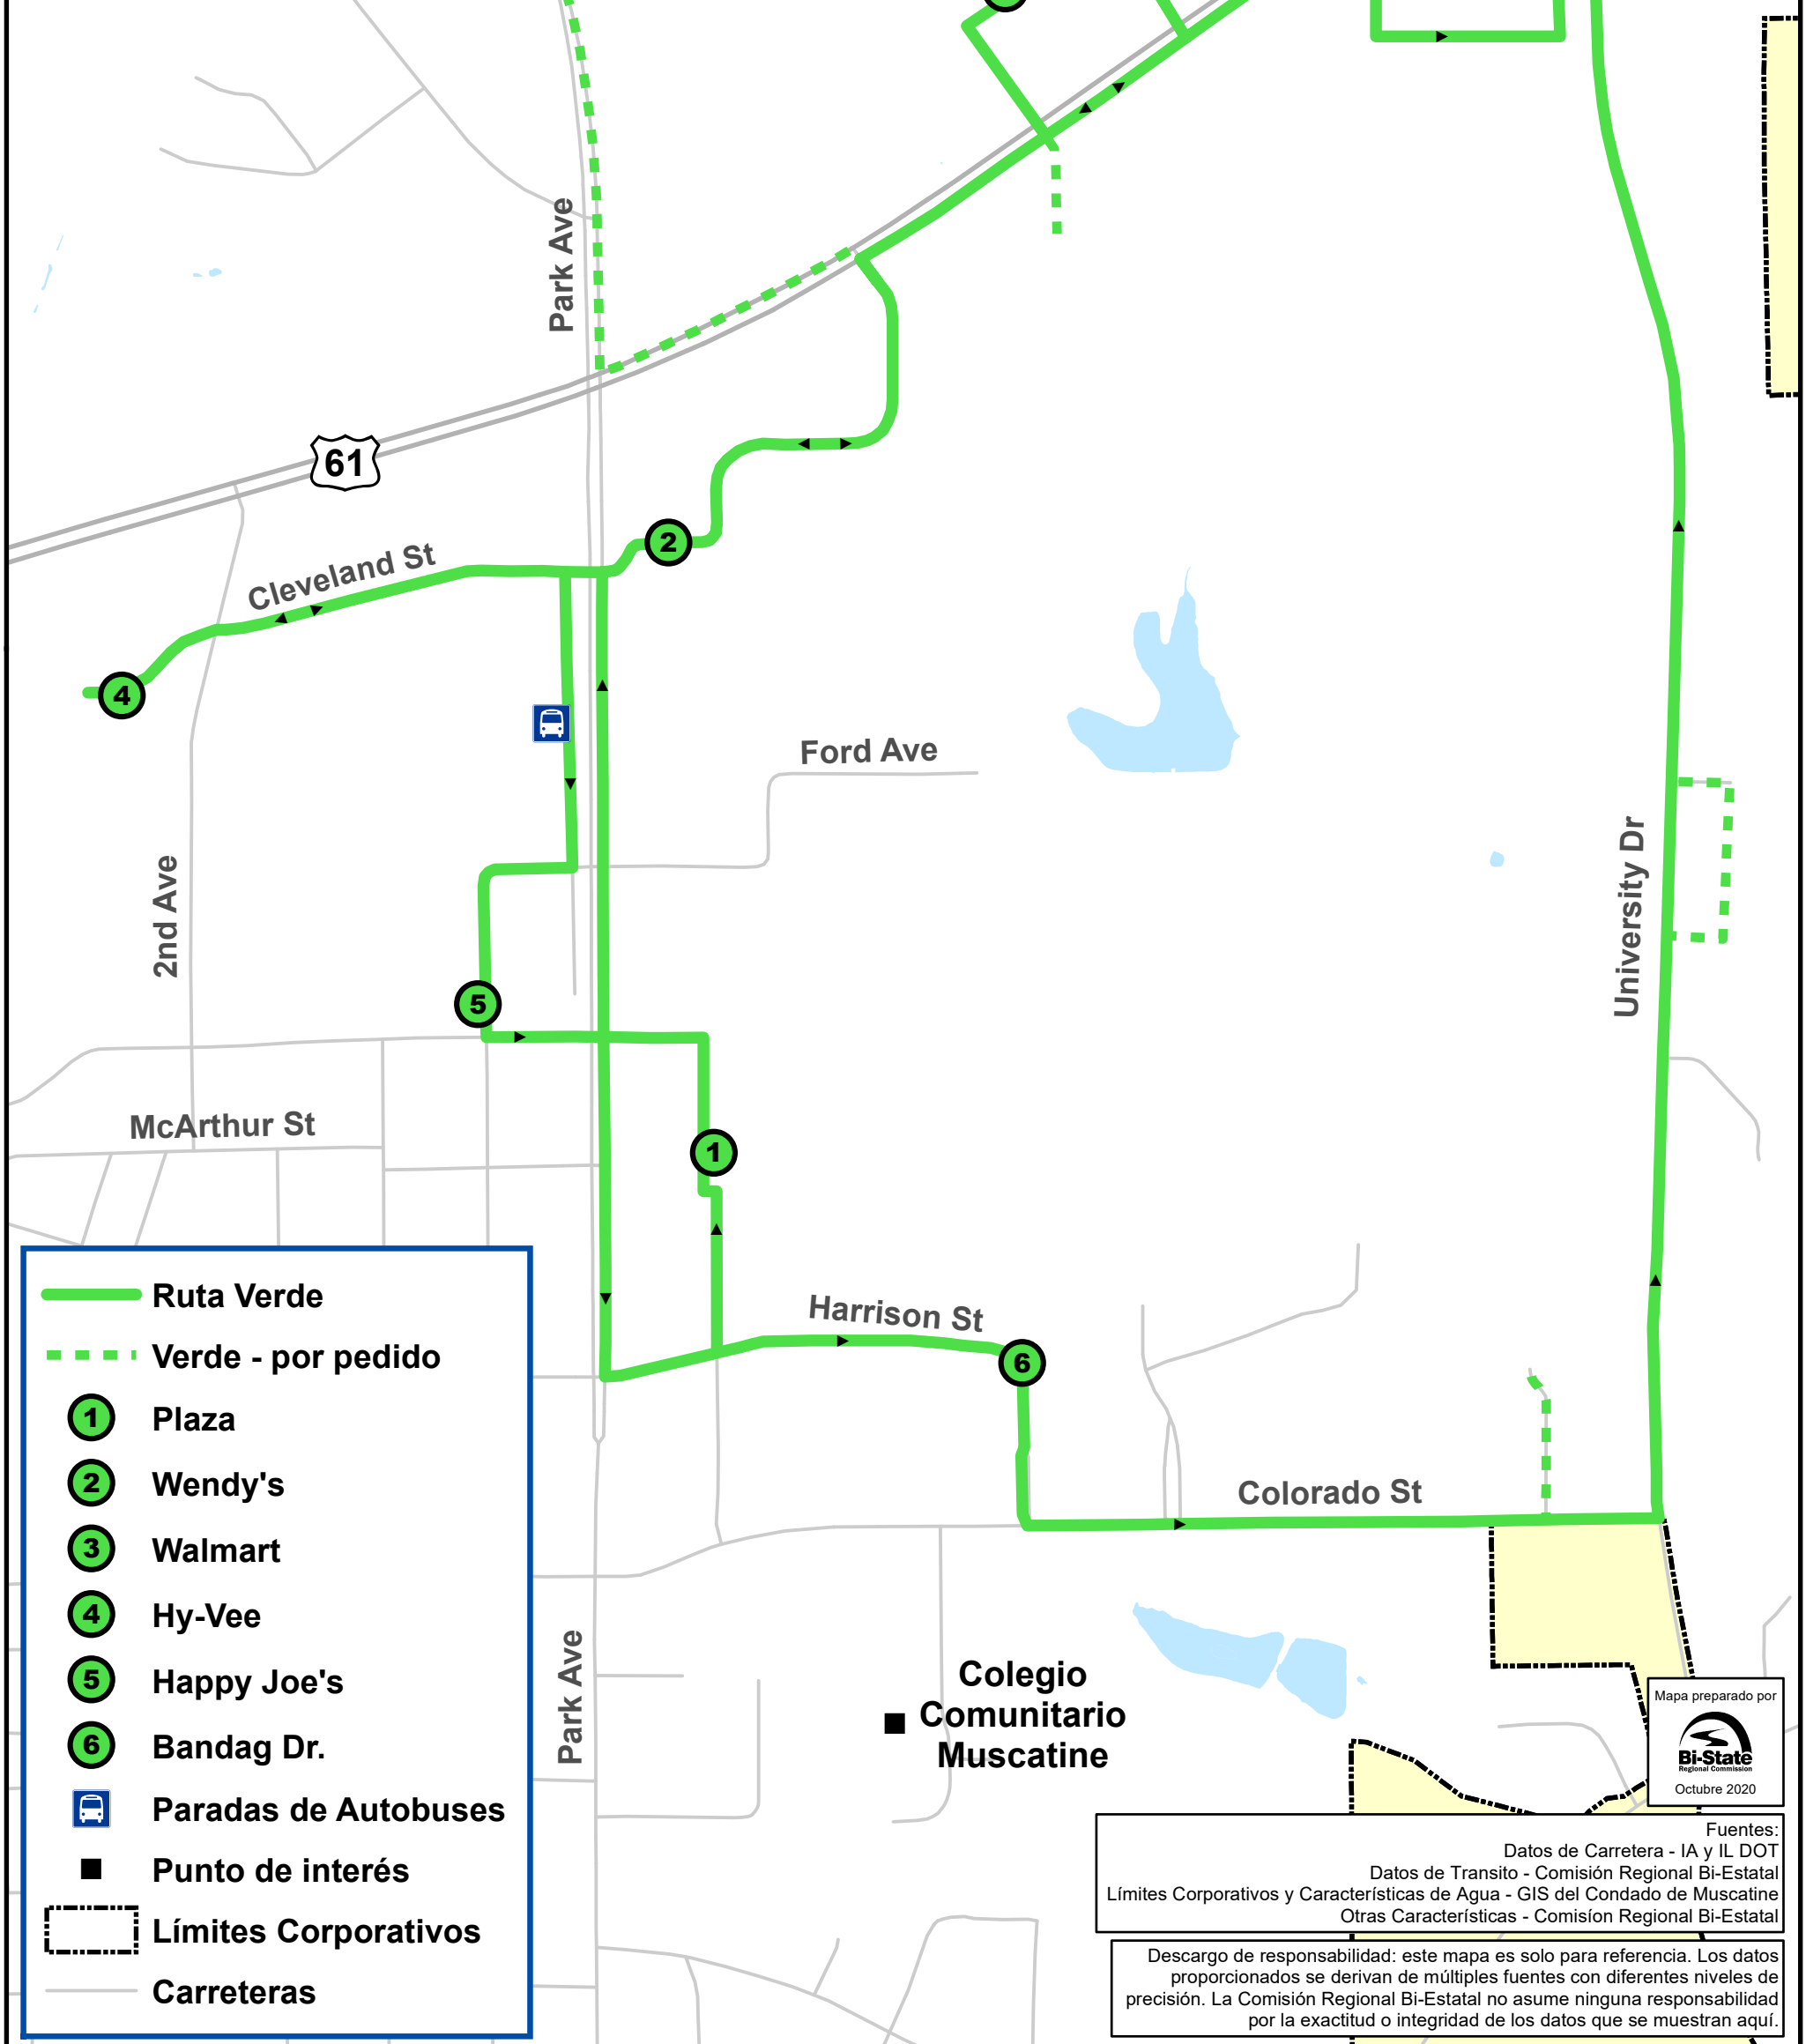 Park Ave
61
Cleveland St
2
4
Ford Ave
2nd Ave
University Dr
5
McArthur St
1
Harrison St
6
Colorado St
Park Ave
Colegio
Comunitario
Muscatine
Ruta Verde
Verde - por pedido
1 Plaza
2 Wendy's
3 Walmart
4 Hy-Vee
5 Happy Joe's
6 Bandag Dr.
Paradas de Autobuses
Punto de interés
Límites Corporativos
Carreteras
Mapa preparado por
Bi-State
Regional Commission
Octubre 2020
Fuentes:
Datos de Carretera - IA y IL DOT
Datos de Transito - Comisión Regional Bi-Estatal
Límites Corporativos y Características de Agua - GIS del Condado de Muscatine
Otras Características - Comisíon Regional Bi-Estatal
Descargo de responsabilidad: este mapa es solo para referencia. Los datos
proporcionados se derivan de múltiples fuentes con diferentes niveles de
precisión. La Comisión Regional Bi-Estatal no asume ninguna responsabilidad
por la exactitud o integridad de los datos que se muestran aquí.